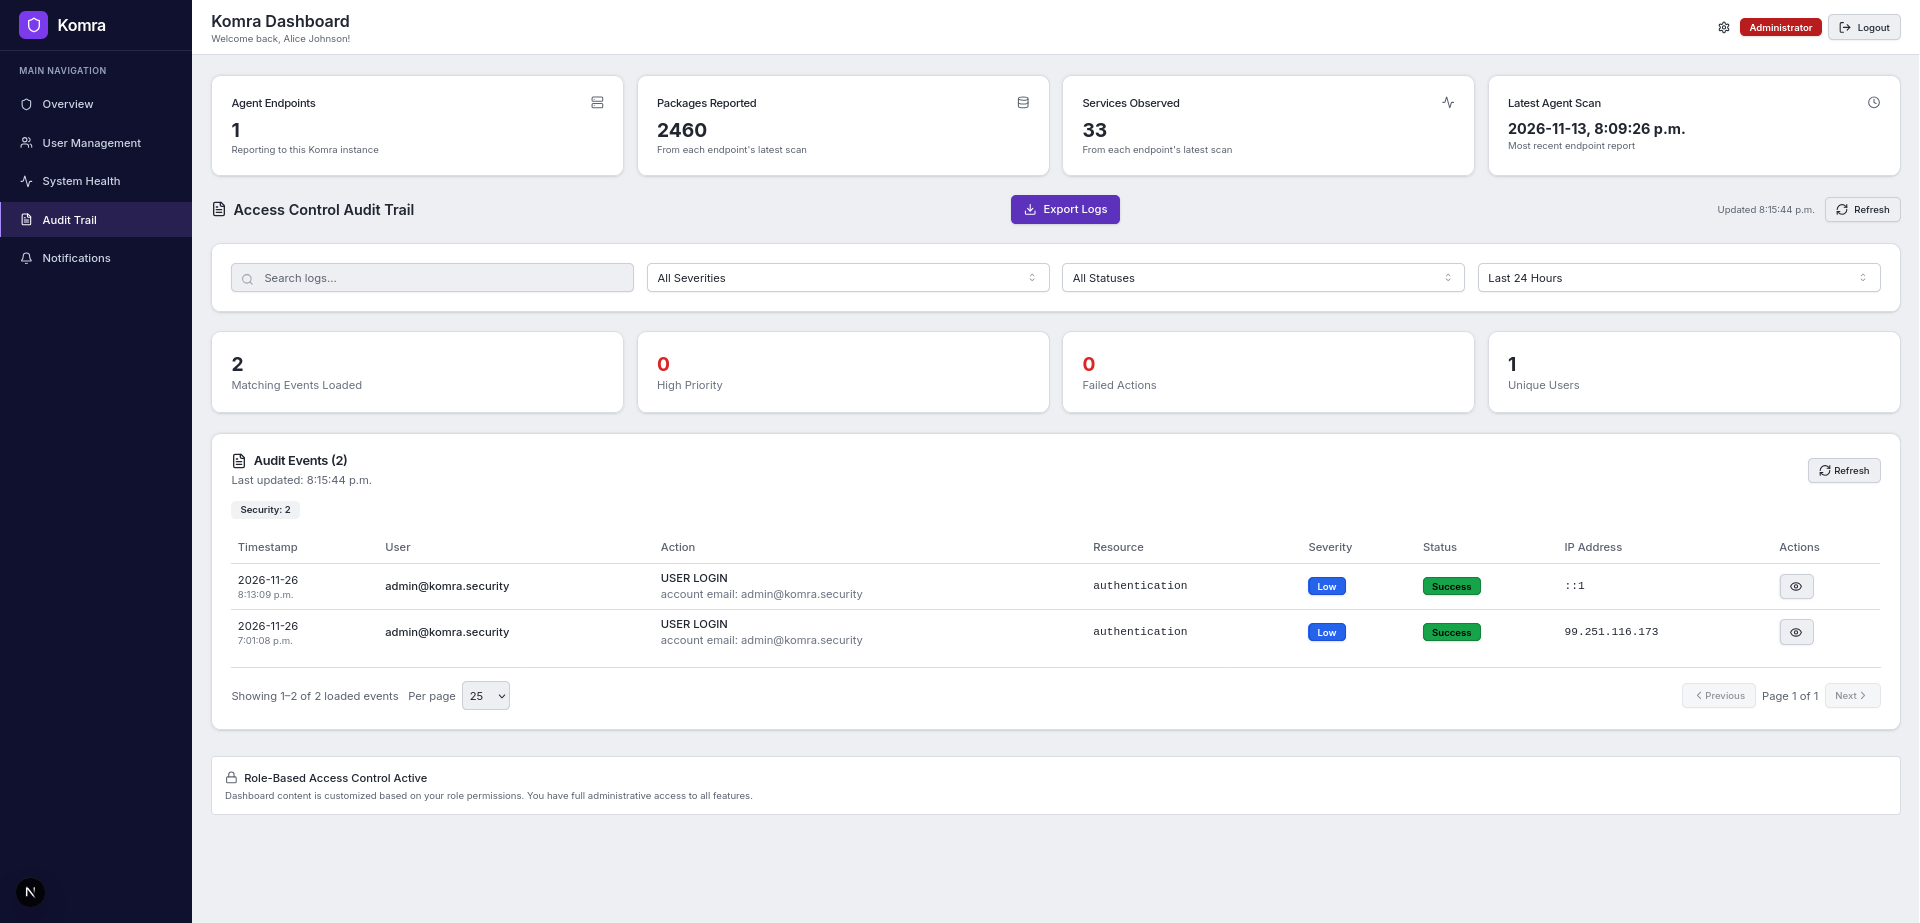 Komra
MAIN NAVIGATION
Overview
User Management
System Health
Audit Trail
Notifications
N
Komra Dashboard
Welcome back, Alice Johnson!
Administrator
Logout
Agent Endpoints
1
Reporting to this Komra instance
Packages Reported
2460
From each endpoint's latest scan
Services Observed
33
From each endpoint's latest scan
Latest Agent Scan
2026-11-13, 8:09:26 p.m.
Most recent endpoint report
Access Control Audit Trail
Export Logs
Updated 8:15:44 p.m.
Refresh
Search logs...
All Severities
All Statuses
Last 24 Hours
2
Matching Events Loaded
0
High Priority
0
Failed Actions
1
Unique Users
Audit Events (2)
Last updated: 8:15:44 p.m.
Refresh
Security: 2
Timestamp User Action Resource Severity Status IP Address Actions
2026-11-26
8:13:09 p.m.
admin@komra.security
USER LOGIN
account email: admin@komra.security
authentication
Low
Success
::1
2026-11-26
7:01:08 p.m.
admin@komra.security
USER LOGIN
account email: admin@komra.security
authentication
Low
Success
99.251.116.173
Showing 1–2 of 2 loaded events Per page 25
Previous Page 1 of 1 Next
Role-Based Access Control Active
Dashboard content is customized based on your role permissions. You have full administrative access to all features.